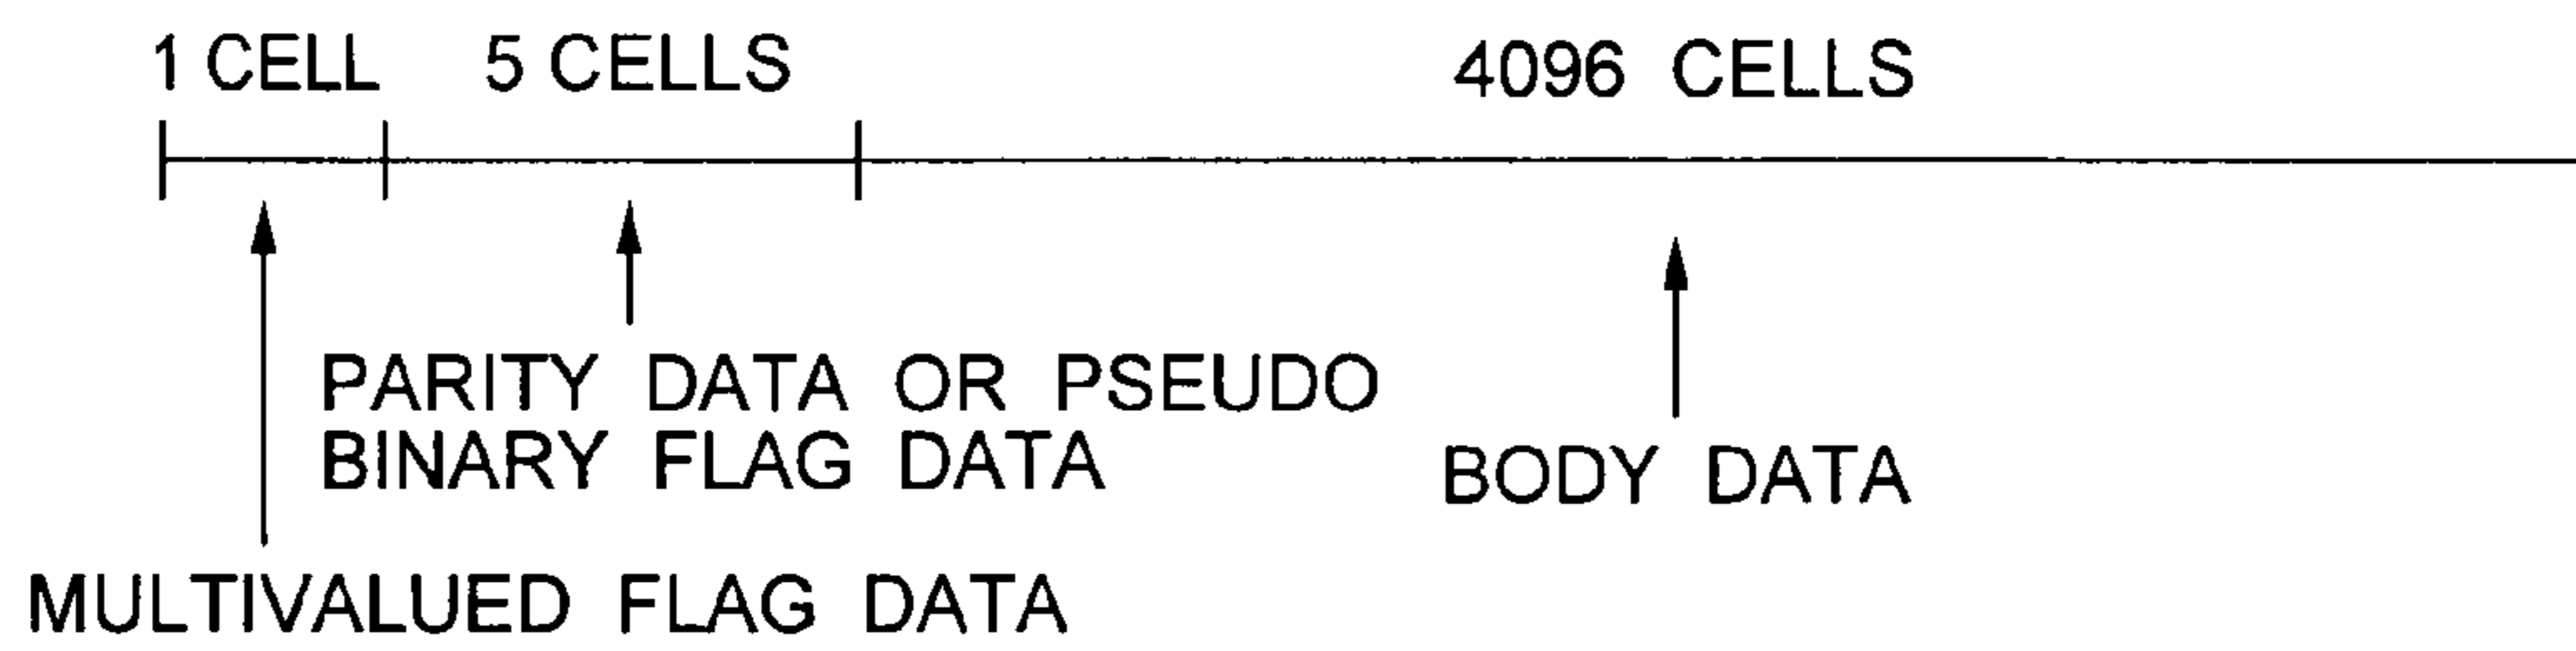 1 CELL
5 CELLS
4096 CELLS
PARITY DATA OR PSEUDO
BINARY FLAG DATA
BODY DATA
MULTIVALUED FLAG DATA